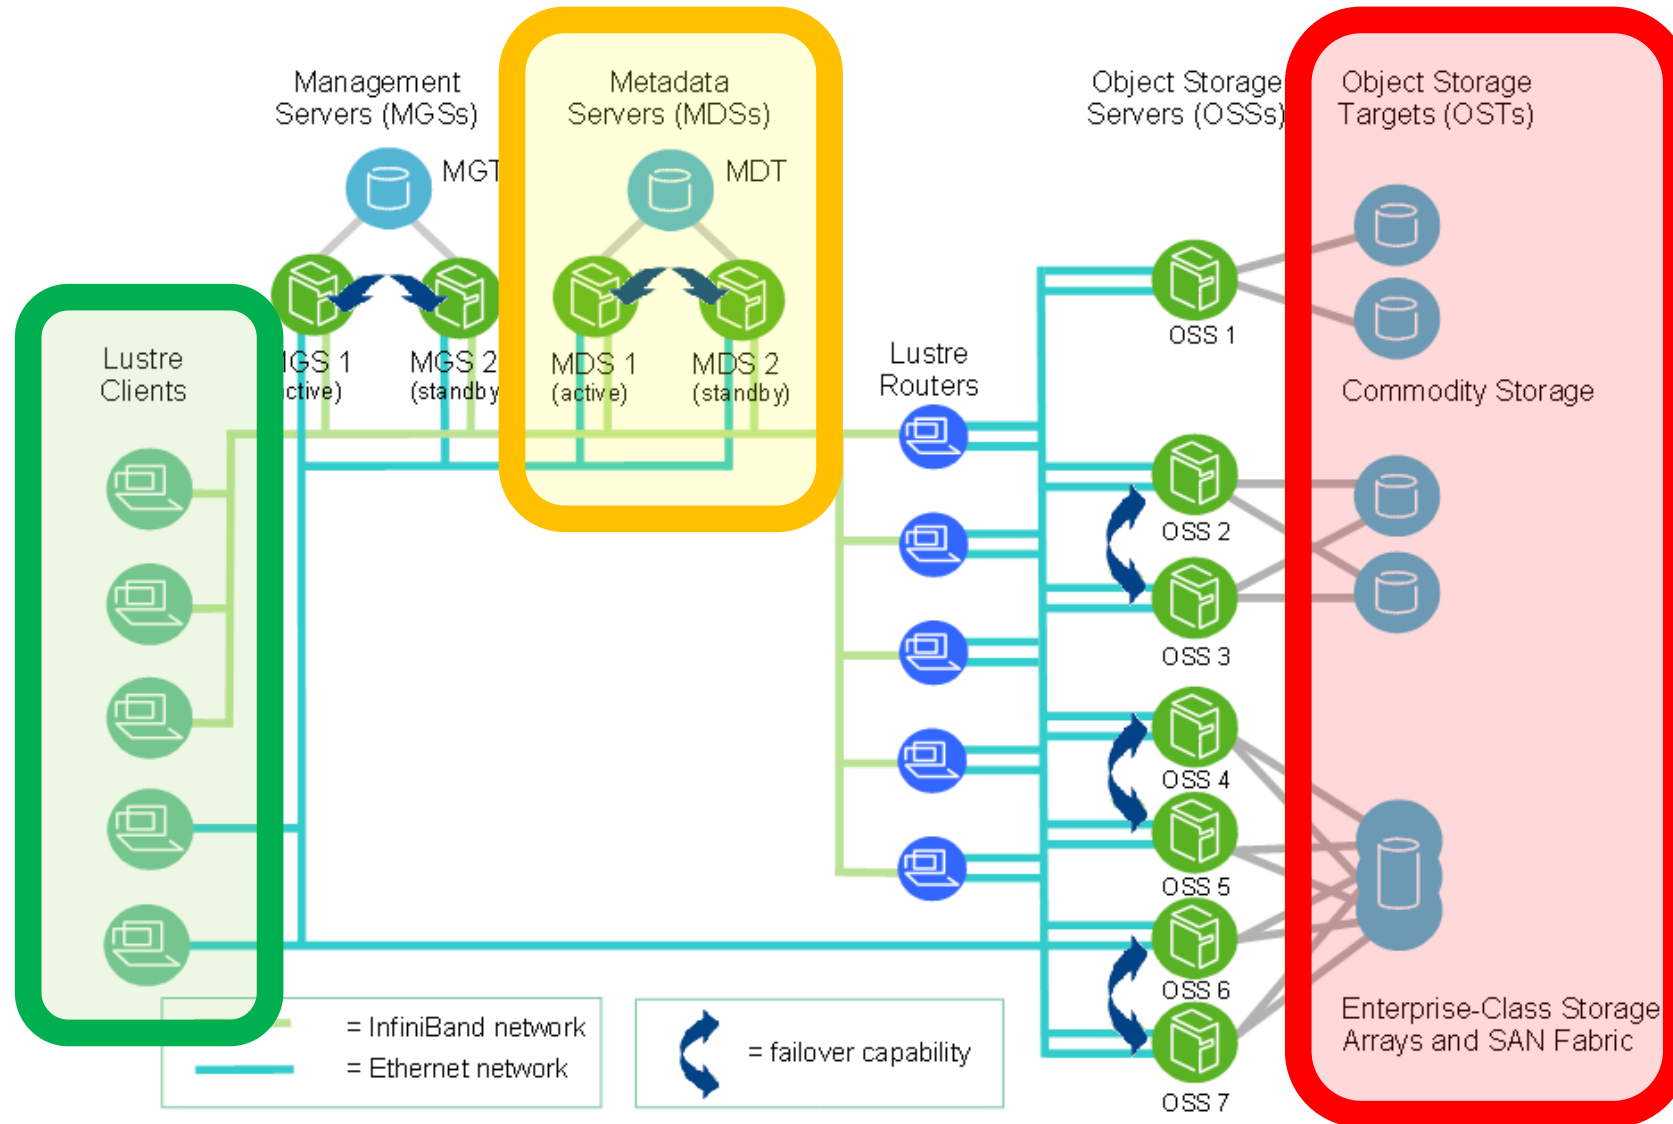 Management
Servers (MGSs)
Metadata
Servers (MDSs)
Object Storage
Servers (OSSs)
Object Storage
Targets (OSTs)
MGT
MDT
Lustre
Clients
MGS 1
(active)
MGS 2
(standby
MDS 1
(active)
MDS 2
(standby)
Lustre
Routers
OSS 1
Commodity Storage
OSS 2
OSS 3
OSS 4
OSS 5
OSS 6
OSS 7
Enterprise-Class Storage
Arrays and SAN Fabric
= InfiniBand network
= Ethernet network
= failover capability